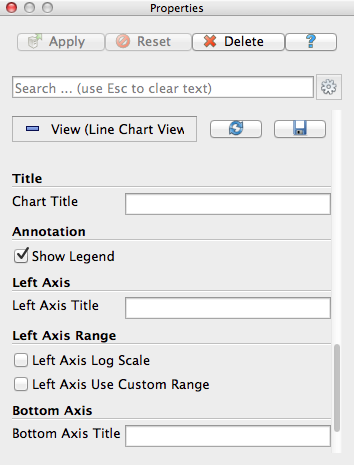 Properties
Apply Reset Delete ?
Search ... (use Esc to clear text)
View (Line Chart View
Title
Chart Title
Annotation
Show Legend
Left Axis
Left Axis Title
Left Axis Range
Left Axis Log Scale
Left Axis Use Custom Range
Bottom Axis
Bottom Axis Title